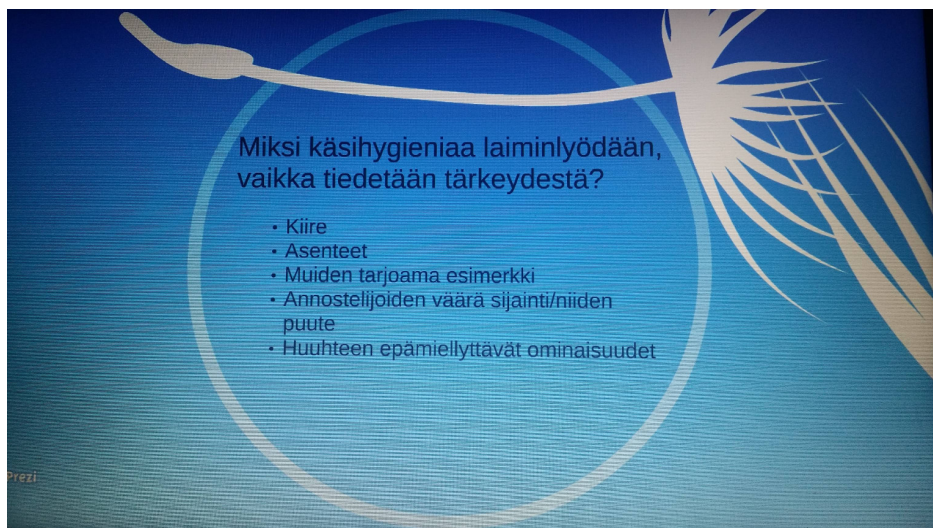 Miksi käsihygieniaa laiminlyödään,
vaikka tiedetään tärkeydestä?
• Kiire
• Asenteet
• Muiden tarjoama esimerkki
• Annostelijoiden väärä sijainti/niiden
puute
• Huuhteen epämiellyttävät ominaisuudet
Prezi